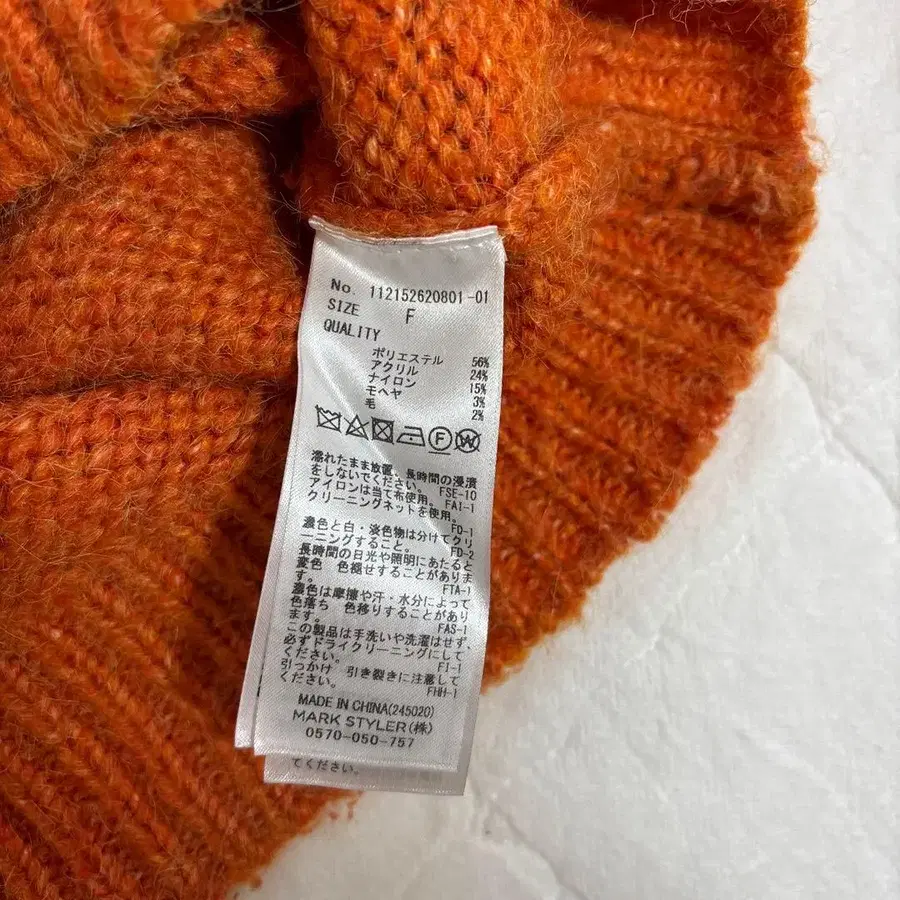 No. 112152620801-01
SIZE F
QUALITY
ポリエステル 56%
アクリル 24%
ナイロン 15%
モヘヤ 3%
毛 2%
濡れたまま放置、長時間の浸漬
をしないでください。 FSE-10
アイロンは当て布使用。 FAI-1
クリーニングネットを使用。
FO-1
濃色と白・淡色物は分けてクリ
ーニングすること。 FD-2
長時間の日光や照明にあたると
変色 色褪せすることがありま
す。 FTA-1
濃色は摩擦や汗・水分によって
色落ち 色移りすることがあり
ます。 FAS-1
この製品は手洗いや洗濯はせず、
必ずドライクリーニングにして
ください。 FJ-1
引っかけ 引き裂きに注意して
ください。 FHH-1
MADE IN CHINA(245020)
MARK STYLER(株)
0570-050-757
てください。